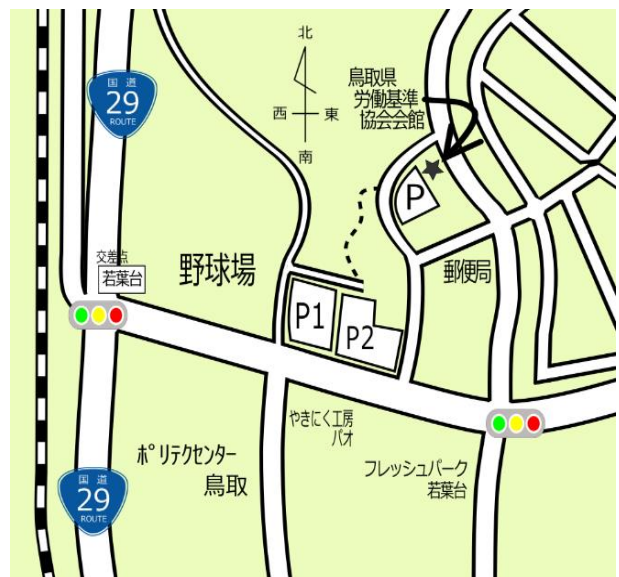 北
西
東
南
国道
29
ROUTE
鳥取県
労働基準
協会会館
P
交差点
若葉台
野球場
郵便局
P1
P2
やきにく工房
パオ
ポリテクセンター
鳥取
フレッシュパーク
若葉台
国道
29
ROUTE